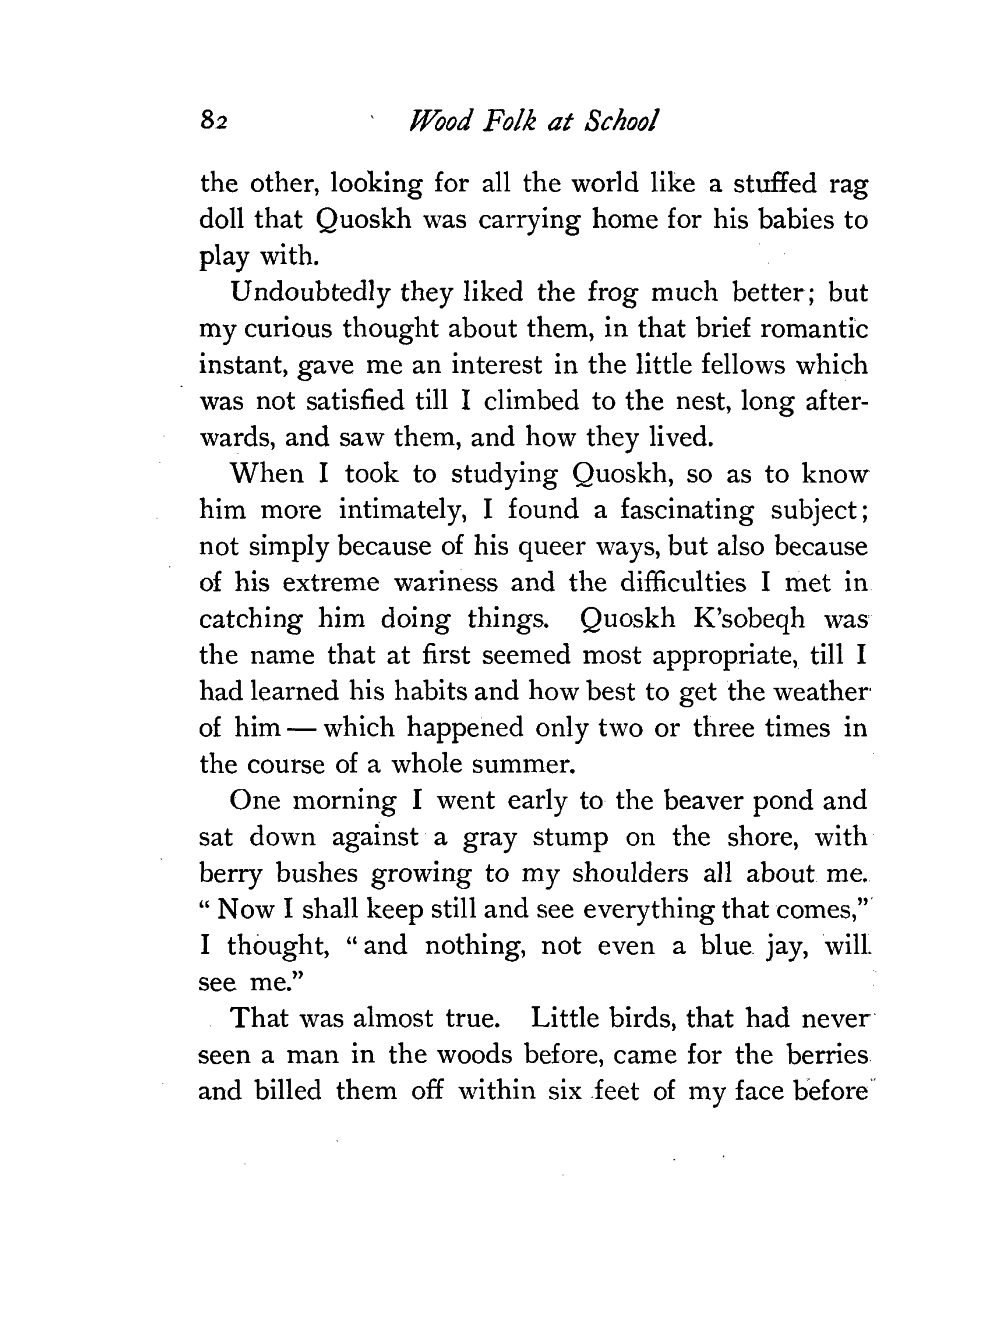 82 Wood Folk at School
the other, looking for all the world like a stuffed rag
doll that Quoskh was carrying home for his babies to
play with.
Undoubtedly they liked the frog much better; but
my curious thought about them, in that brief romantic
instant, gave me an interest in the little fellows which
was not satisfied till I climbed to the nest, long after-
wards, and saw them, and how they lived.
When I took to studying Quoskh, so as to know
him more intimately, I found a fascinating subject;
not simply because of his queer ways, but also because
of his extreme wariness and the difficulties I met in
catching him doing things. Quoskh K'sobeqh was
the name that at first seemed most appropriate, till I
had learned his habits and how best to get the weather
of him — which happened only two or three times in
the course of a whole summer.
One morning I went early to the beaver pond and
sat down against a gray stump on the shore, with
berry bushes growing to my shoulders all about me.
“ Now I shall keep still and see everything that comes,”
I thought, “ and nothing, not even a blue jay, will
see me.”
That was almost true. Little birds, that had never
seen a man in the woods before, came for the berries
and billed them off within six feet of my face before